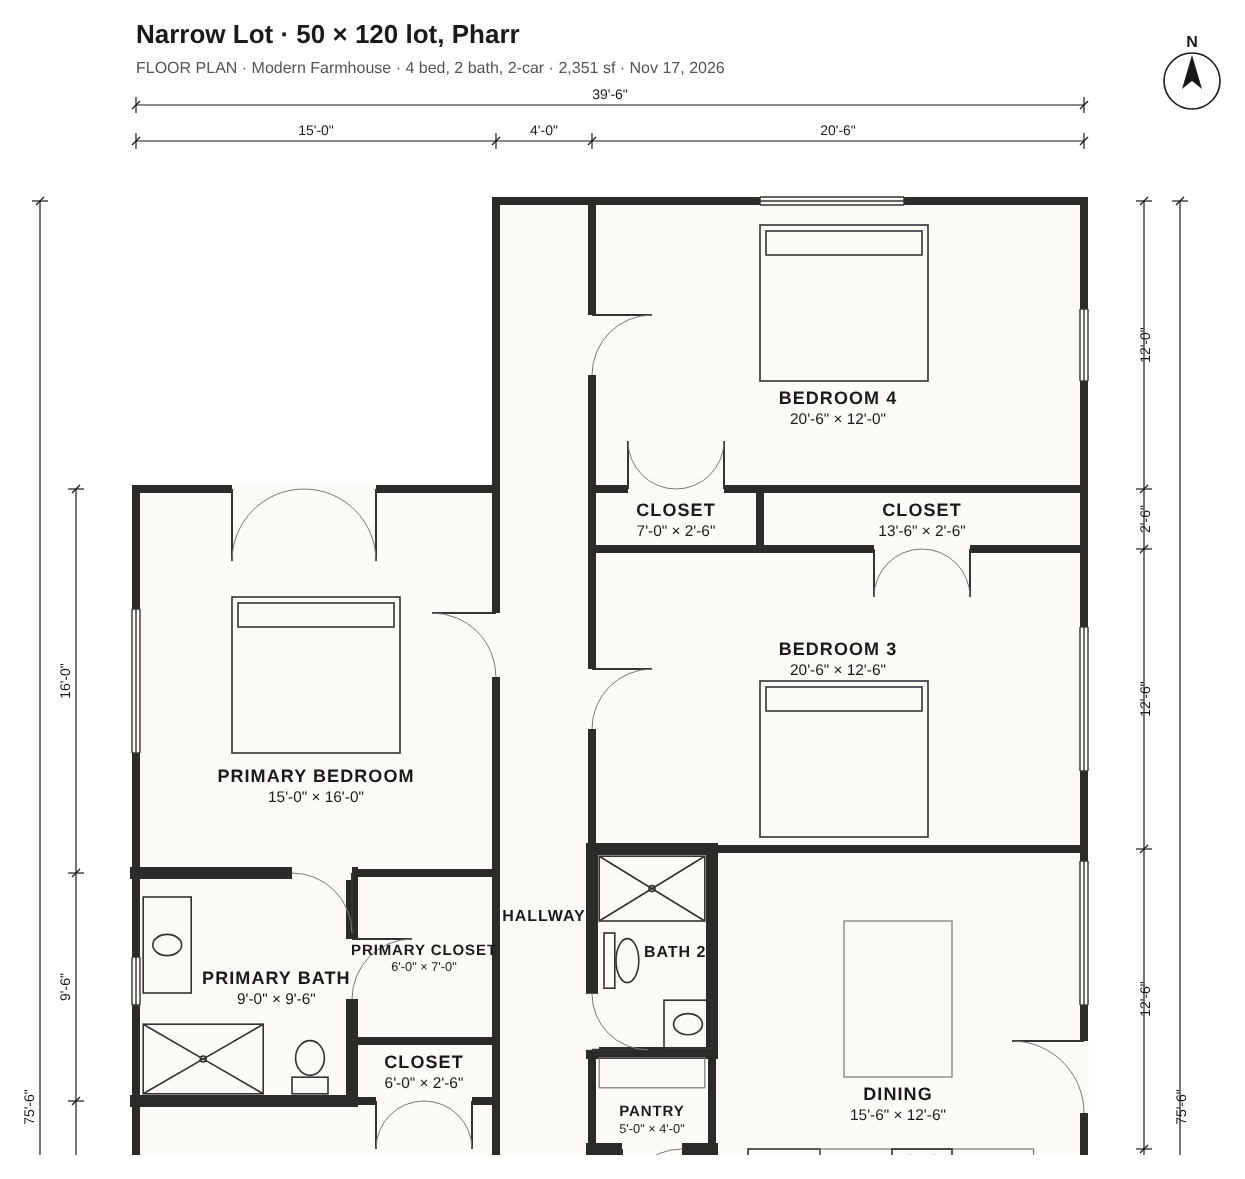 Narrow Lot · 50 × 120 lot, Pharr
FLOOR PLAN · Modern Farmhouse · 4 bed, 2 bath, 2-car · 2,351 sf · Nov 17, 2026
N
39'-6"
15'-0"
4'-0"
20'-6"
12'-0"
BEDROOM 4
20'-6" × 12'-0"
CLOSET
7'-0" × 2'-6"
CLOSET
13'-6" × 2'-6"
2'-6"
BEDROOM 3
20'-6" × 12'-6"
12'-6"
16'-0"
PRIMARY BEDROOM
15'-0" × 16'-0"
HALLWAY
PRIMARY CLOSET
6'-0" × 7'-0"
BATH 2
PRIMARY BATH
9'-0" × 9'-6"
9'-6"
12'-6"
CLOSET
6'-0" × 2'-6"
DINING
15'-6" × 12'-6"
PANTRY
5'-0" × 4'-0"
75'-6"
75'-6"